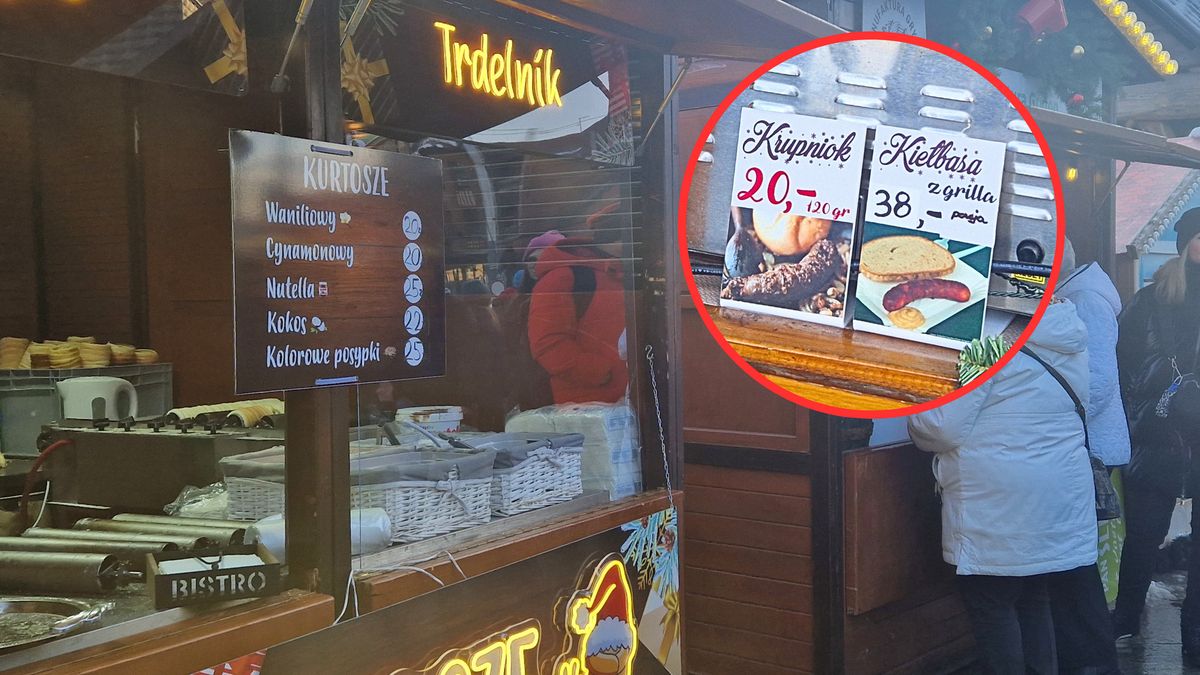 Trdelník
KURTOSZE
Waniliowy 20
Cynamonowy 20
Nutella 25
Kokos 22
Kolorowe posypki 25
BISTRO
Krupniok
20,-
120 gr
Kiełbasa
z grilla
38,- porcja